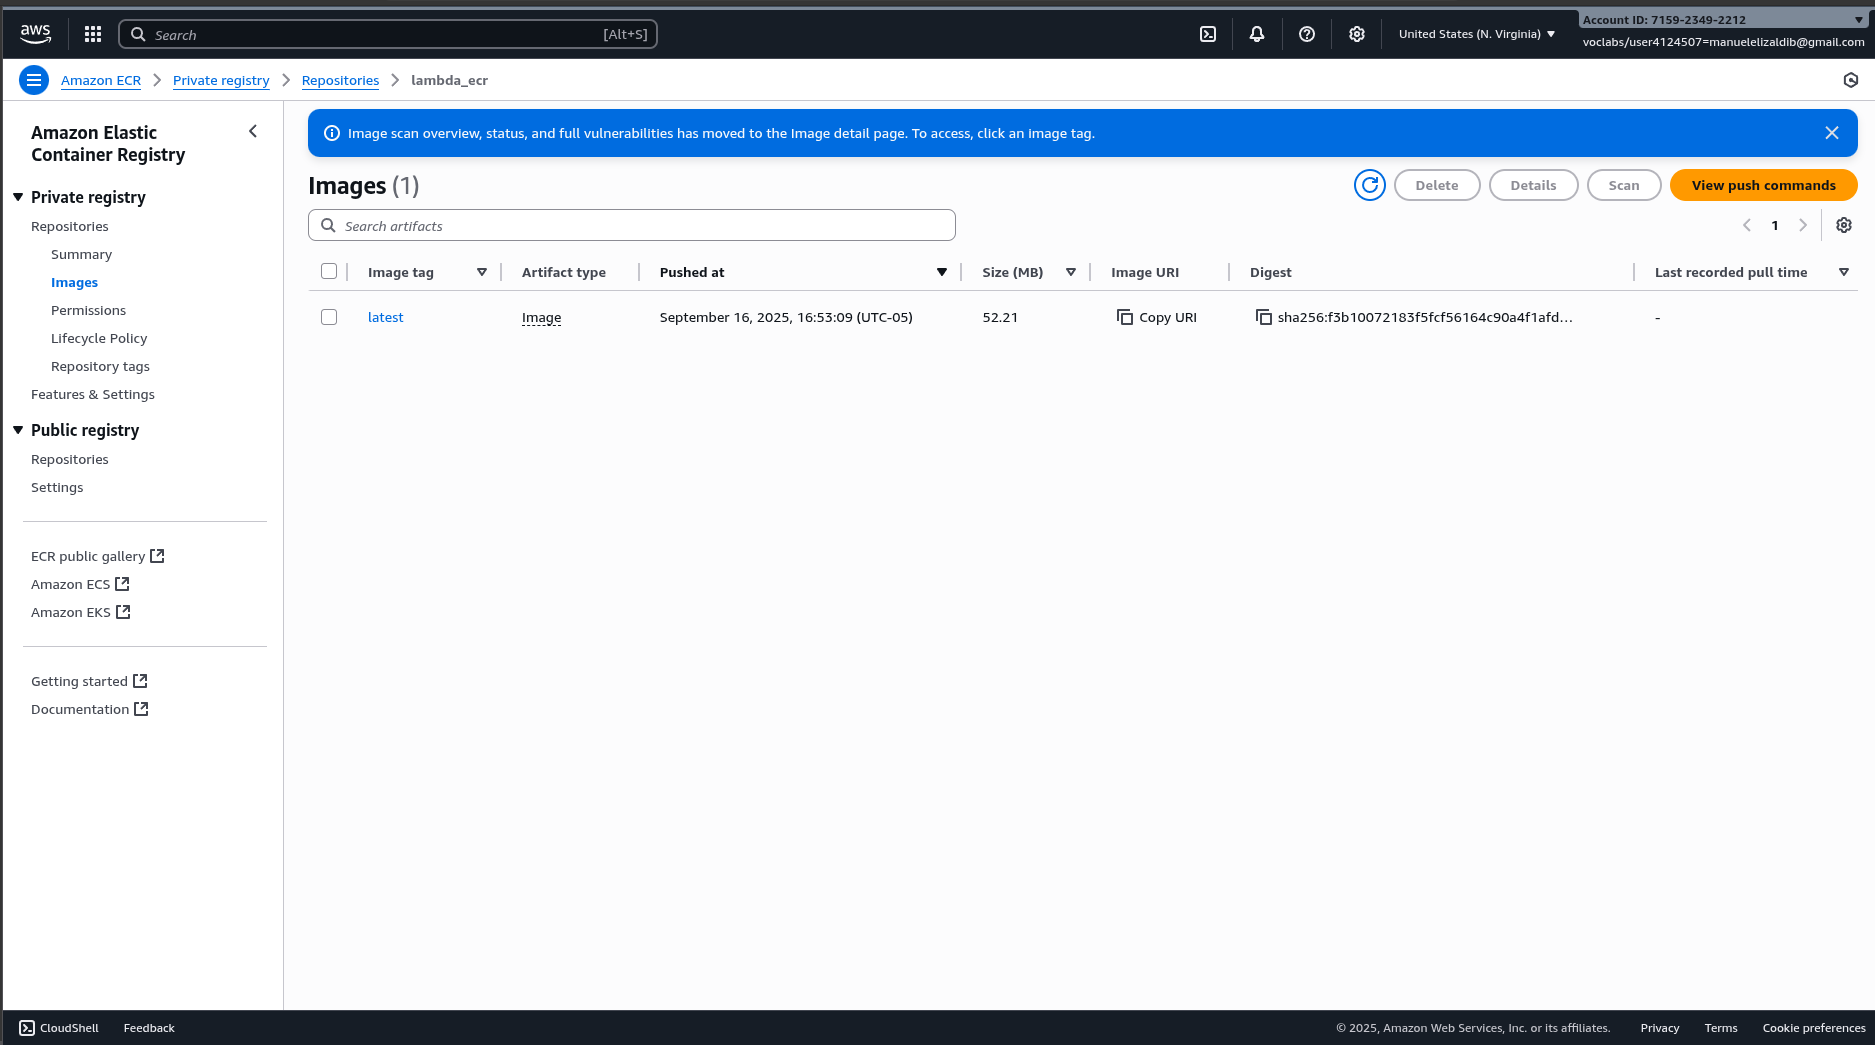 aws
Search [Alt+S]
United States (N. Virginia)
Account ID: 7159-2349-2212
voclabs/user4124507=manuelelizaldib@gmail.com
Amazon ECR
Private registry
Repositories
lambda_ecr
Amazon Elastic
Container Registry
Private registry
Repositories
Summary
Images
Permissions
Lifecycle Policy
Repository tags
Features & Settings
Public registry
Repositories
Settings
ECR public gallery
Amazon ECS
Amazon EKS
Getting started
Documentation
Image scan overview, status, and full vulnerabilities has moved to the Image detail page. To access, click an image tag.
Images (1)
Delete
Details
Scan
View push commands
Search artifacts
1
Image tag
Artifact type
Pushed at
Size (MB)
Image URI
Digest
Last recorded pull time
latest
Image
September 16, 2025, 16:53:09 (UTC-05)
52.21
Copy URI
sha256:f3b10072183f5fcf56164c90a4f1afd...
-
CloudShell
Feedback
© 2025, Amazon Web Services, Inc. or its affiliates.
Privacy
Terms
Cookie preferences